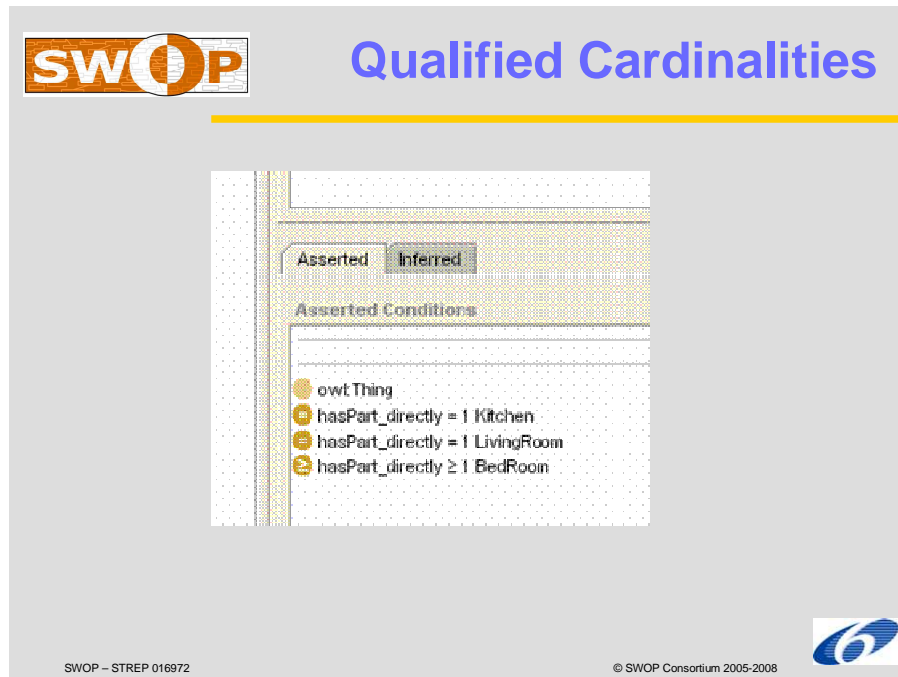 SWOP
Qualified Cardinalities
Asserted Inferred
Asserted Conditions
owl:Thing
hasPart_directly = 1 Kitchen
hasPart_directly = 1 LivingRoom
hasPart_directly ≥ 1 BedRoom
6
SWOP – STREP 016972 © SWOP Consortium 2005-2008